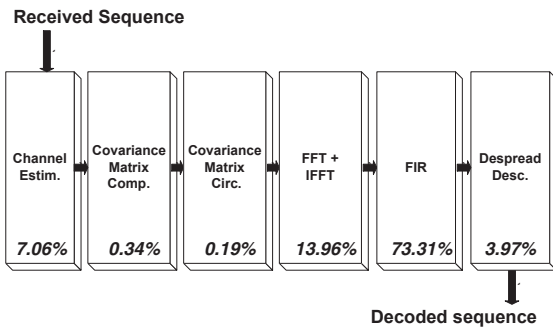 Received Sequence
Channel
Estim.
7.06%
Covariance
Matrix
Comp.
0.34%
Covariance
Matrix
Circ.
0.19%
FFT +
IFFT
13.96%
FIR
73.31%
Despread
Desc.
3.97%
Decoded sequence